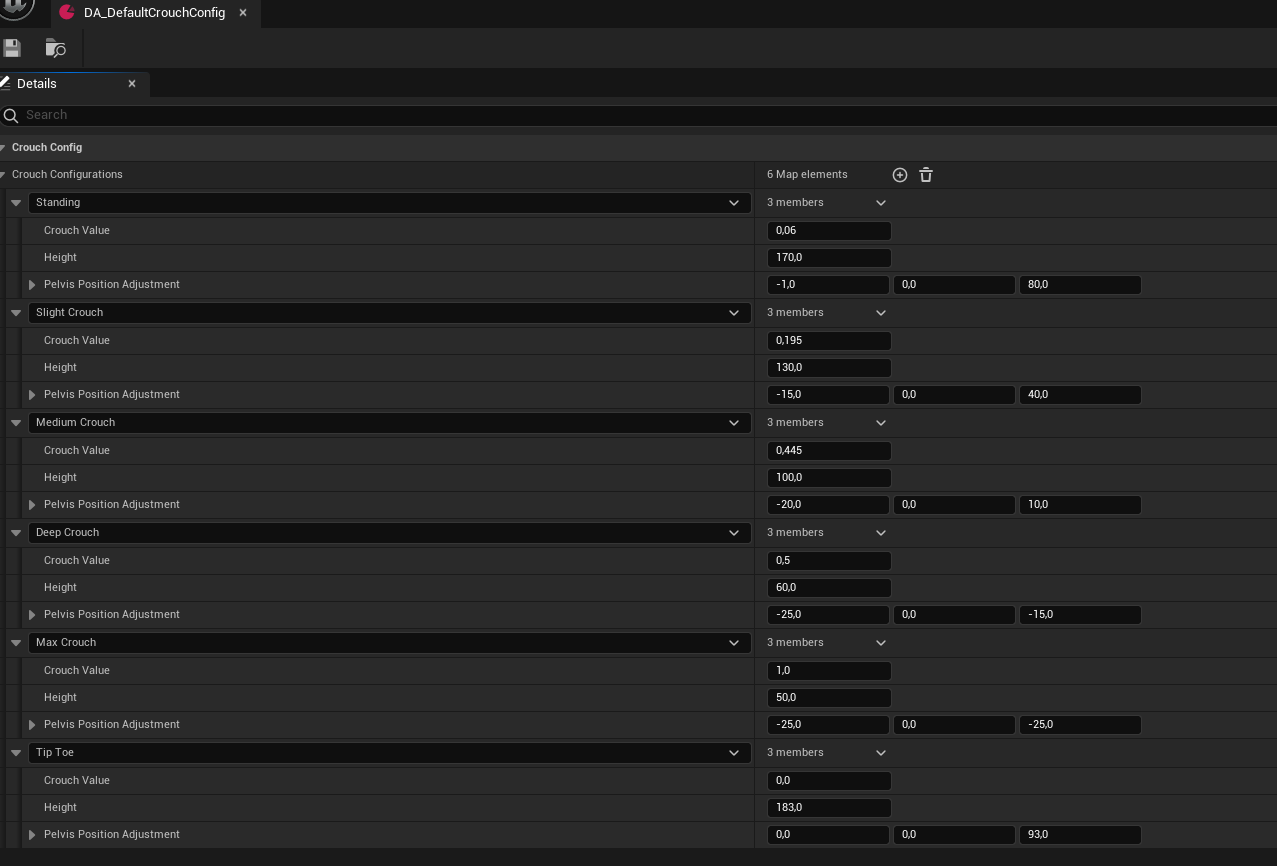 DA_DefaultCrouchConfig
Details
Search
Crouch Config
Crouch Configurations 6 Map elements
Standing 3 members
Crouch Value 0,06
Height 170,0
Pelvis Position Adjustment -1,0 0,0 80,0
Slight Crouch 3 members
Crouch Value 0,195
Height 130,0
Pelvis Position Adjustment -15,0 0,0 40,0
Medium Crouch 3 members
Crouch Value 0,445
Height 100,0
Pelvis Position Adjustment -20,0 0,0 10,0
Deep Crouch 3 members
Crouch Value 0,5
Height 60,0
Pelvis Position Adjustment -25,0 0,0 -15,0
Max Crouch 3 members
Crouch Value 1,0
Height 50,0
Pelvis Position Adjustment -25,0 0,0 -25,0
Tip Toe 3 members
Crouch Value 0,0
Height 183,0
Pelvis Position Adjustment 0,0 0,0 93,0